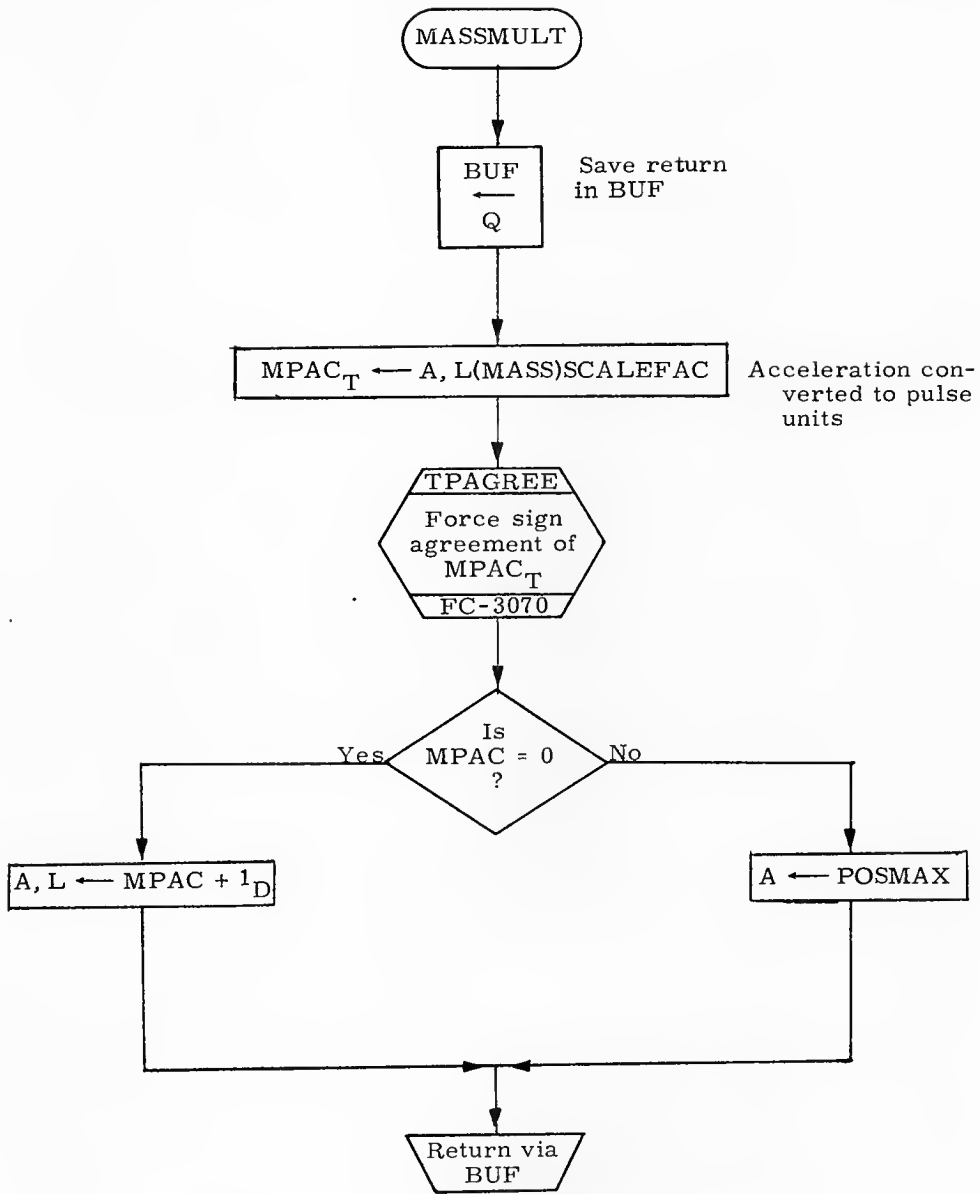 MASSMULT
BUF
←
Q
Save return
in BUF
MPAC_T ← A, L(MASS)SCALEFAC
Acceleration con-
verted to pulse
units
TPAGREE
Force sign
agreement of
MPAC_T
FC-3070
Is
MPAC = 0
?
Yes
No
A, L ← MPAC + 1_D
A ← POSMAX
Return via
BUF